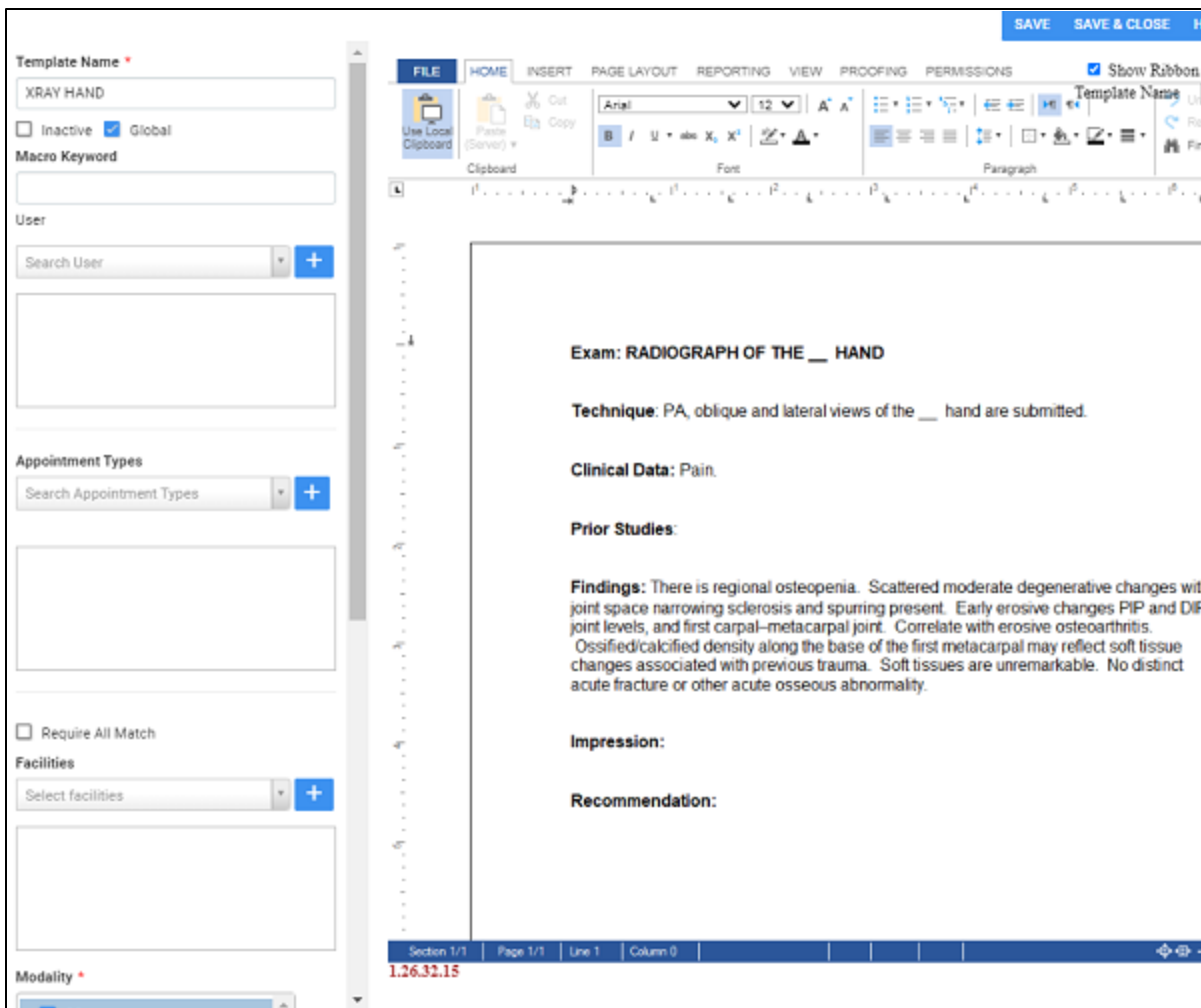 SAVE SAVE & CLOSE H
Template Name *
XRAY HAND
Inactive Global
Macro Keyword
User
Search User
Appointment Types
Search Appointment Types
Require All Match
Facilities
Select facilities
Modality *
FILE HOME INSERT PAGE LAYOUT REPORTING VIEW PROOFING PERMISSIONS Show Ribbon
Template Name
Use Local Clipboard
Paste (Server)
Cut
Copy
Clipboard
Arial 12
B I U abc X, X²
Font
Paragraph
Un
Re
Fin
Exam: RADIOGRAPH OF THE __ HAND
Technique: PA, oblique and lateral views of the __ hand are submitted.
Clinical Data: Pain.
Prior Studies:
Findings: There is regional osteopenia. Scattered moderate degenerative changes wit
joint space narrowing sclerosis and spurring present. Early erosive changes PIP and DIP
joint levels, and first carpal–metacarpal joint. Correlate with erosive osteoarthritis.
Ossified/calcified density along the base of the first metacarpal may reflect soft tissue
changes associated with previous trauma. Soft tissues are unremarkable. No distinct
acute fracture or other acute osseous abnormality.
Impression:
Recommendation:
Section 1/1 Page 1/1 Line 1 Column 0
1.26.32.15